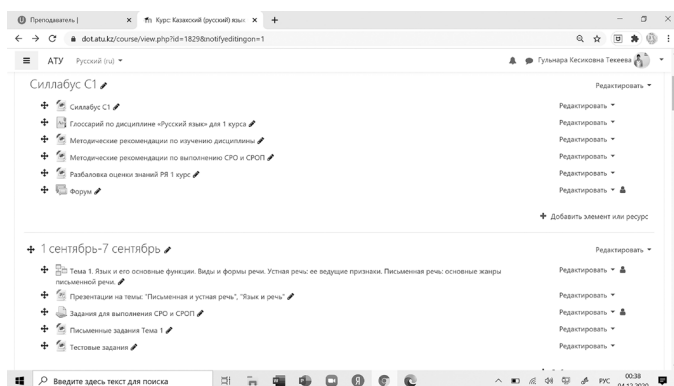 Преподаватель |
Курс: Казахский (русский) язык
dot.atu.kz/course/view.php?id=1829&notifyeditingon=1
АТУ Русский (ru)
Гульнара Кесиковна Текеева
Силлабус С1 Редактировать
Силлабус С1 Редактировать
Глоссарий по дисциплине «Русский язык» для 1 курса Редактировать
Методические рекомендации по изучению дисциплины Редактировать
Методические рекомендации по выполнению СРО и СРОП Редактировать
Разбаловка оценки знаний РЯ 1 курс Редактировать
Форум Редактировать
Добавить элемент или ресурс
1 сентябрь-7 сентябрь Редактировать
Тема 1. Язык и его основные функции. Виды и формы речи. Устная речь: ее ведущие признаки. Письменная речь: основные жанры Редактировать
письменной речи.
Презентации на темы: "Письменная и устная речь", "Язык и речь" Редактировать
Задания для выполнения СРО и СРОП Редактировать
Письменные задания Тема 1 Редактировать
Тестовые задания Редактировать
Введите здесь текст для поиска
РУС
00:38
04.12.2020